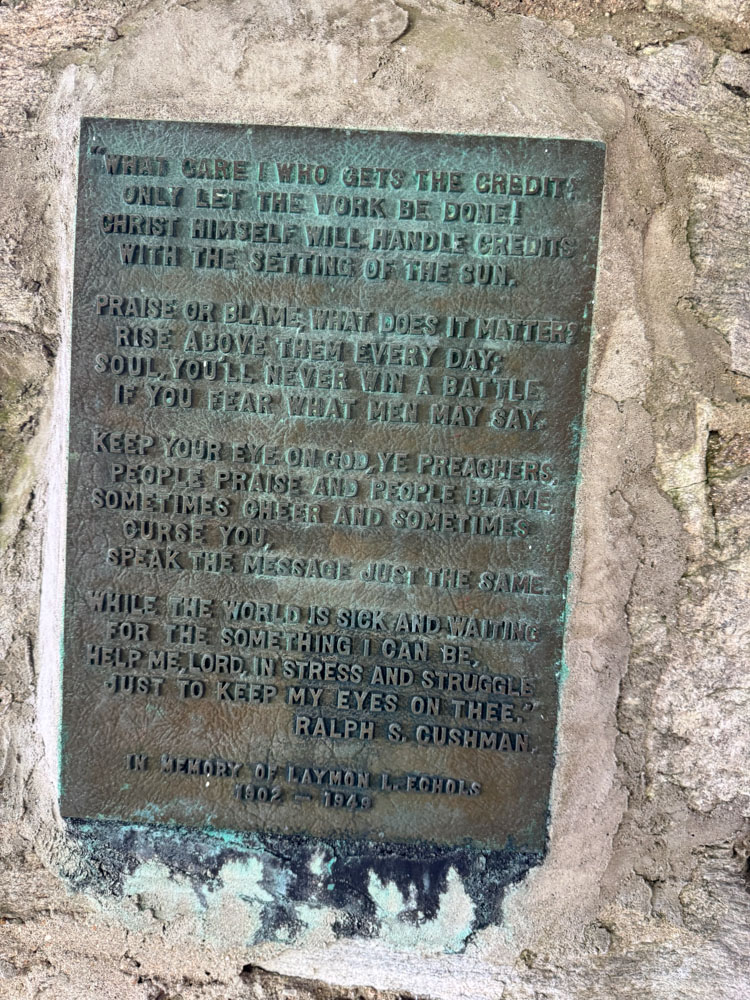 "WHAT CARE I WHO GETS THE CREDIT?
ONLY LET THE WORK BE DONE!
CHRIST HIMSELF WILL HANDLE CREDITS
WITH THE SETTING OF THE SUN.
PRAISE OR BLAME, WHAT DOES IT MATTER?
RISE ABOVE THEM EVERY DAY;
SOUL, YOU'LL NEVER WIN A BATTLE
IF YOU FEAR WHAT MEN MAY SAY.
KEEP YOUR EYE ON GOD, YE PREACHERS,
PEOPLE PRAISE AND PEOPLE BLAME,
SOMETIMES CHEER AND SOMETIMES
CURSE YOU,
SPEAK THE MESSAGE JUST THE SAME.
WHILE THE WORLD IS SICK AND WAITING
FOR THE SOMETHING I CAN BE,
HELP ME, LORD, IN STRESS AND STRUGGLE
JUST TO KEEP MY EYES ON THEE."
RALPH S. CUSHMAN.
IN MEMORY OF LAYMON L. ECHOLS
1902 — 1949